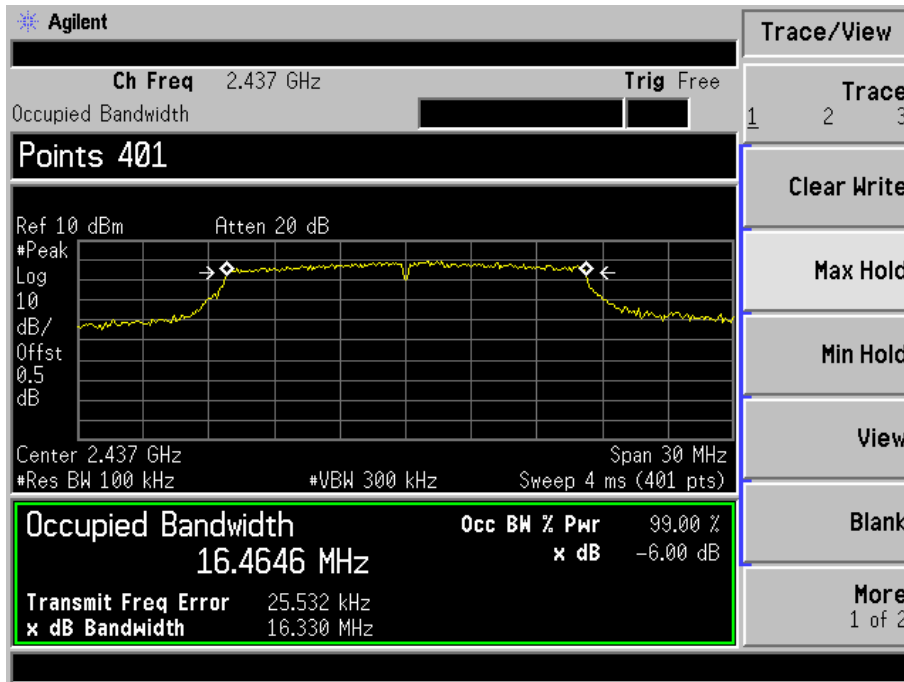 Agilent
Trace/View
Ch Freq 2.437 GHz Trig Free
Occupied Bandwidth
Trace
1 2 3
Points 401
Clear Write
Ref 10 dBm Atten 20 dB
#Peak
Log
10
dB/
Offst
0.5
dB
Max Hold
Min Hold
Center 2.437 GHz Span 30 MHz
#Res BW 100 kHz #VBW 300 kHz Sweep 4 ms (401 pts)
View
Occupied Bandwidth Occ BW % Pwr 99.00 %
16.4646 MHz x dB -6.00 dB
Blank
Transmit Freq Error 25.532 kHz
x dB Bandwidth 16.330 MHz
More
1 of 2